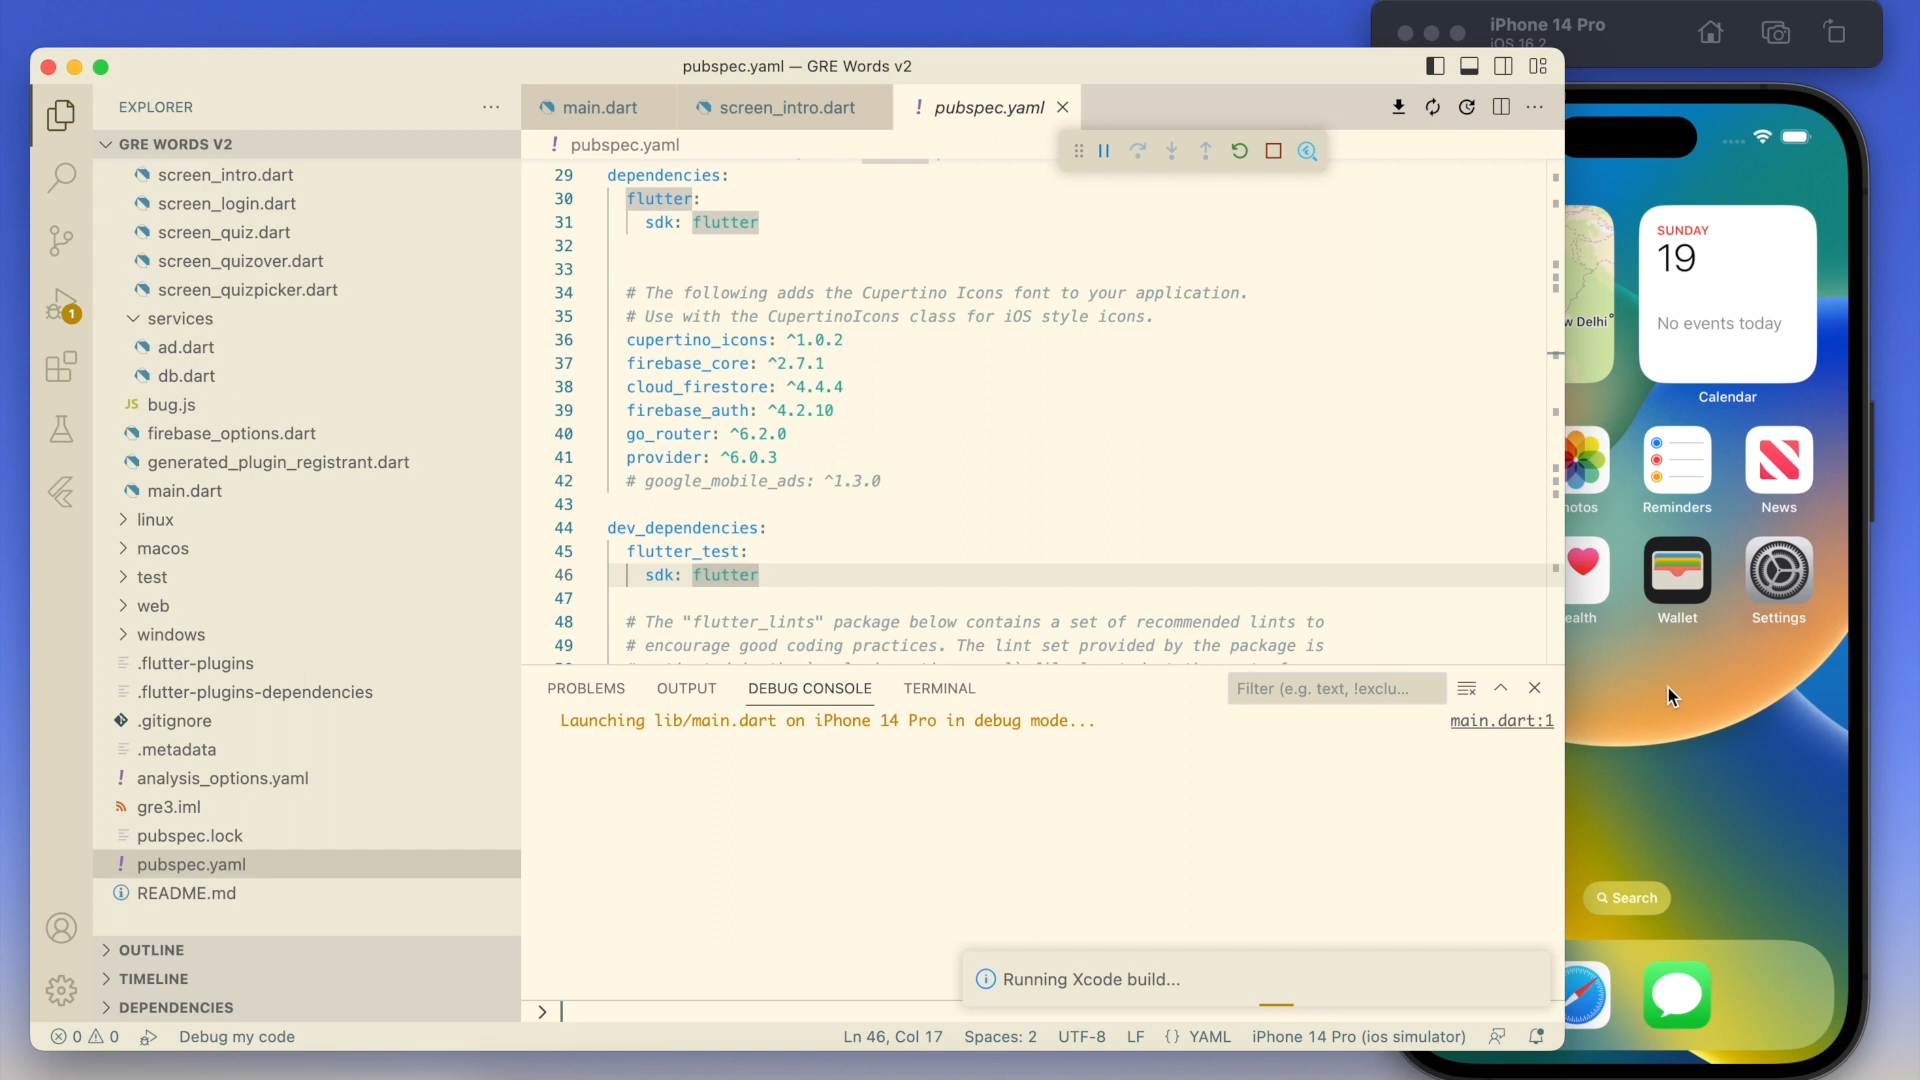 iPhone 14 Pro
iOS 16.2
pubspec.yaml — GRE Words v2
EXPLORER
main.dart
screen_intro.dart
! pubspec.yaml
GRE WORDS V2
! pubspec.yaml
screen_intro.dart
screen_login.dart
screen_quiz.dart
screen_quizover.dart
screen_quizpicker.dart
services
ad.dart
db.dart
JS bug.js
firebase_options.dart
generated_plugin_registrant.dart
main.dart
linux
macos
test
web
windows
.flutter-plugins
.flutter-plugins-dependencies
.gitignore
.metadata
! analysis_options.yaml
gre3.iml
pubspec.lock
! pubspec.yaml
README.md
OUTLINE
TIMELINE
DEPENDENCIES
1
29 dependencies:
30 flutter:
31 sdk: flutter
32
33
34 # The following adds the Cupertino Icons font to your application.
35 # Use with the CupertinoIcons class for iOS style icons.
36 cupertino_icons: ^1.0.2
37 firebase_core: ^2.7.1
38 cloud_firestore: ^4.4.4
39 firebase_auth: ^4.2.10
40 go_router: ^6.2.0
41 provider: ^6.0.3
42 # google_mobile_ads: ^1.3.0
43
44 dev_dependencies:
45 flutter_test:
46 sdk: flutter
47
48 # The "flutter_lints" package below contains a set of recommended lints to
49 # encourage good coding practices. The lint set provided by the package is
PROBLEMS
OUTPUT
DEBUG CONSOLE
TERMINAL
Filter (e.g. text, !exclu...
Launching lib/main.dart on iPhone 14 Pro in debug mode...
main.dart:1
Running Xcode build...
0 0
Debug my code
Ln 46, Col 17
Spaces: 2
UTF-8
LF
{} YAML
iPhone 14 Pro (ios simulator)
SUNDAY
19
No events today
w Delhi
Calendar
hotos
Reminders
News
ealth
Wallet
Settings
Search